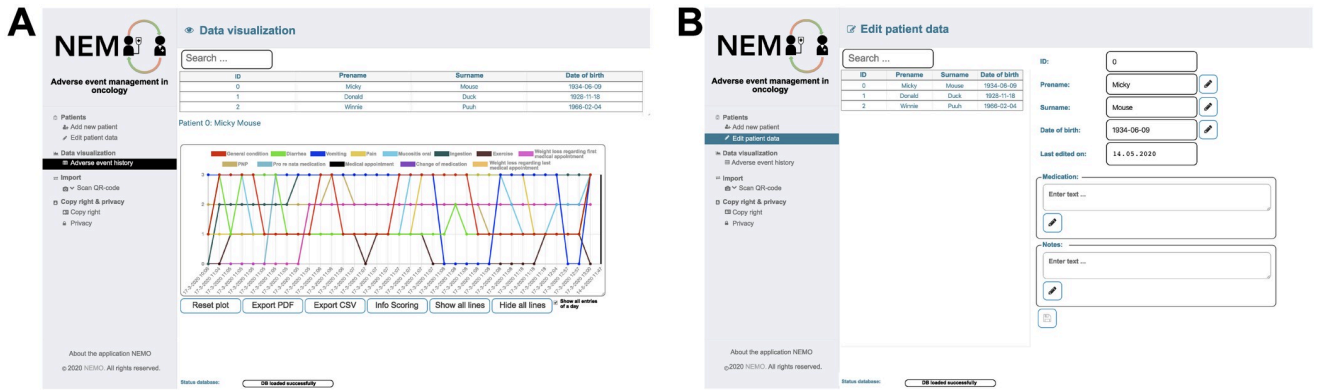 A
NEMO
Adverse event management in
oncology
Patients
Add new patient
Edit patient data
Data visualization
Adverse event history
Import
Scan QR-code
Copy right & privacy
Copy right
Privacy
About the application NEMO
© 2020 NEMO. All rights reserved.
Data visualization
Search ...
ID Prename Surname Date of birth
0 Micky Mouse 1934-06-09
1 Donald Duck 1928-11-18
2 Winnie Puuh 1966-02-04
Patient 0: Micky Mouse
General condition Diarrhea Vomiting Pain Mucositis oral Ingestion Exercise Weight loss regarding first
medical appointment
PNP Pro re nata medication Medical appointment Change of medication Weight loss regarding last
medical appointment
3
2
1
0
Reset plot Export PDF Export CSV Info Scoring Show all lines Hide all lines Show all entries
of a day
Status database: DB loaded successfully
B
NEMO
Adverse event management in
oncology
Patients
Add new patient
Edit patient data
Data visualization
Adverse event history
Import
Scan QR-code
Copy right & privacy
Copy right
Privacy
About the application NEMO
©2020 NEMO. All rights reserved.
Edit patient data
Search ...
ID Prename Surname Date of birth
0 Micky Mouse 1934-06-09
1 Donald Duck 1928-11-18
2 Winnie Puuh 1966-02-04
ID: 0
Prename: Micky
Surname: Mouse
Date of birth: 1934-06-09
Last edited on: 14.05.2020
Medication:
Enter text ...
Notes:
Enter text ...
Status database: DB loaded successfully